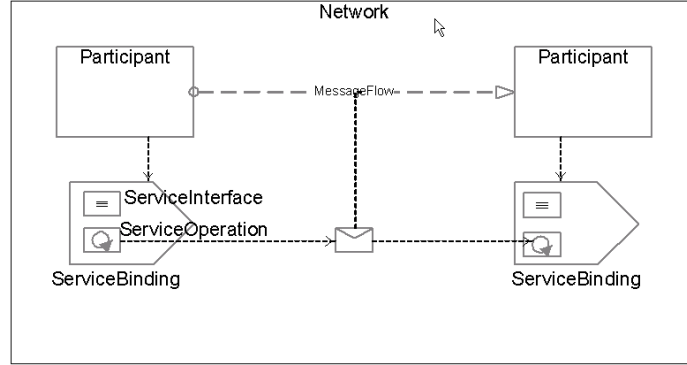 Network
Participant
Participant
MessageFlow
ServiceInterface
ServiceOperation
ServiceBinding
ServiceBinding